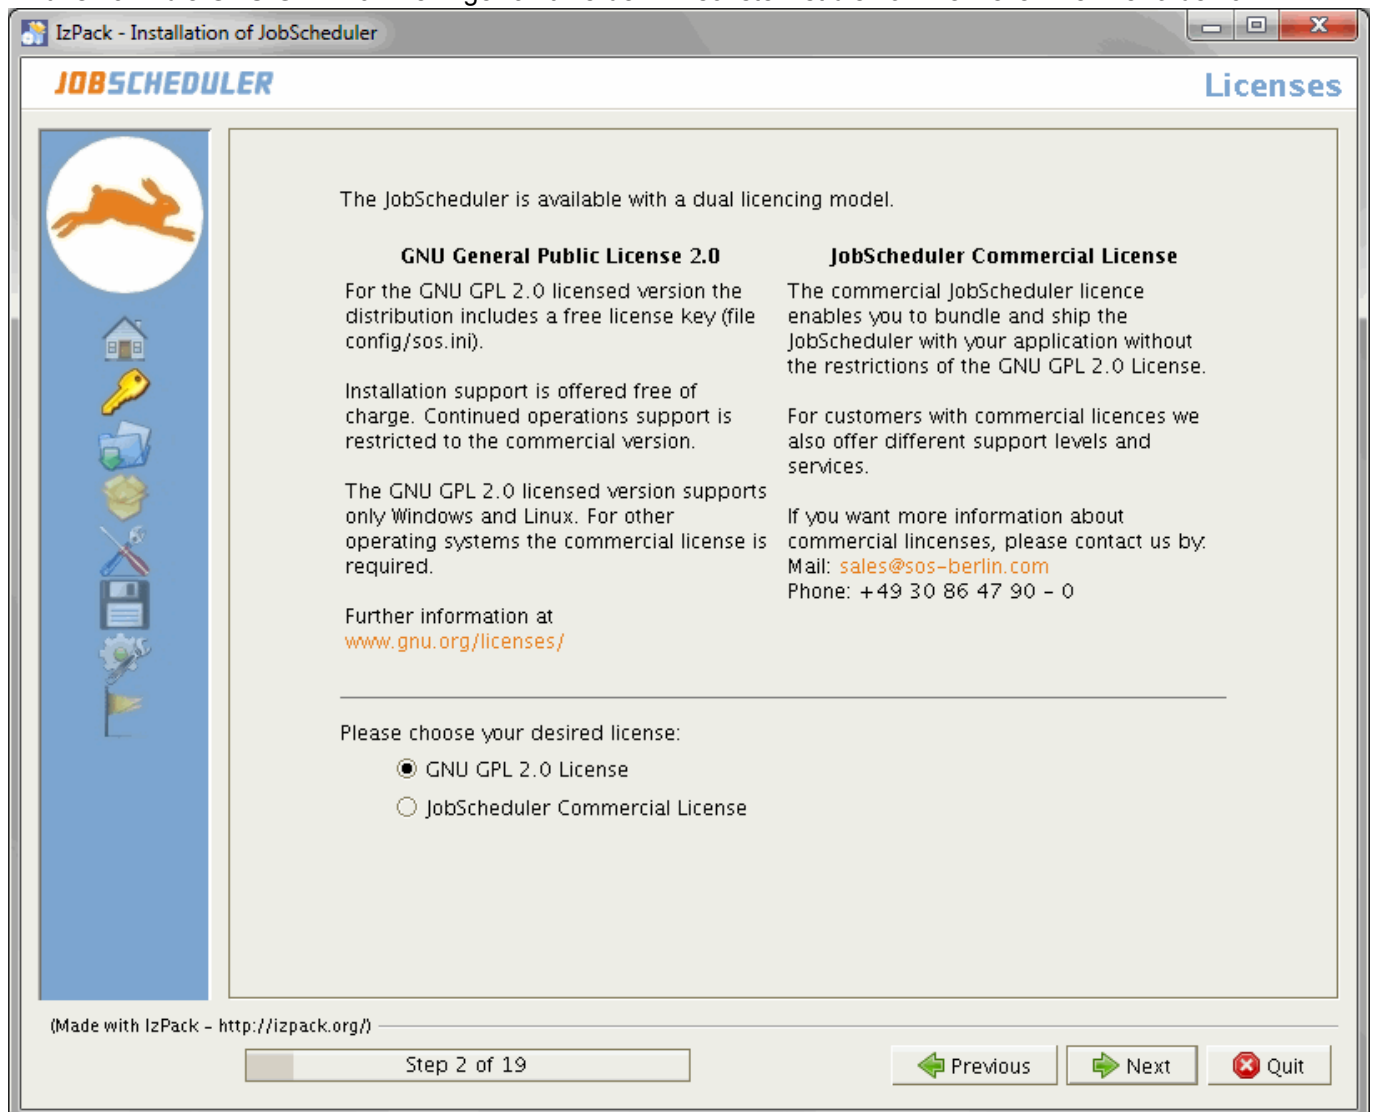 IzPack - Installation of JobScheduler
JOBSCHEDULER
Licenses
The JobScheduler is available with a dual licencing model.
GNU General Public License 2.0
For the GNU GPL 2.0 licensed version the
distribution includes a free license key (file
config/sos.ini).
Installation support is offered free of
charge. Continued operations support is
restricted to the commercial version.
The GNU GPL 2.0 licensed version supports
only Windows and Linux. For other
operating systems the commercial license is
required.
Further information at
www.gnu.org/licenses/
JobScheduler Commercial License
The commercial JobScheduler licence
enables you to bundle and ship the
JobScheduler with your application without
the restrictions of the GNU GPL 2.0 License.
For customers with commercial licences we
also offer different support levels and
services.
If you want more information about
commercial lincenses, please contact us by:
Mail: sales@sos-berlin.com
Phone: +49 30 86 47 90 - 0
Please choose your desired license:
GNU GPL 2.0 License
JobScheduler Commercial License
(Made with IzPack - http://izpack.org/)
Step 2 of 19
Previous
Next
Quit